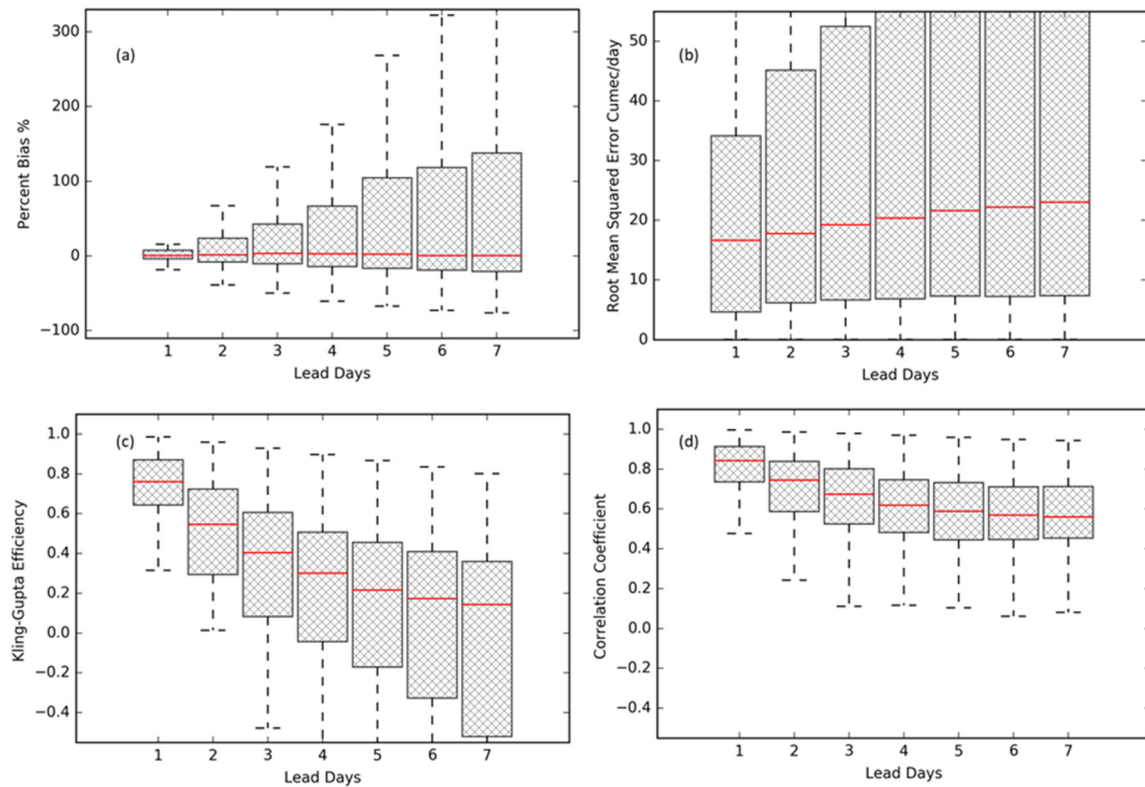 (a)
Percent Bias %
300
200
100
0
−100
1 2 3 4 5 6 7
Lead Days
(b)
Root Mean Squared Error Cumec/day
50
40
30
20
10
0
1 2 3 4 5 6 7
Lead Days
(c)
Kling-Gupta Efficiency
1.0
0.8
0.6
0.4
0.2
0.0
−0.2
−0.4
1 2 3 4 5 6 7
Lead Days
(d)
Correlation Coefficient
1.0
0.8
0.6
0.4
0.2
0.0
−0.2
−0.4
1 2 3 4 5 6 7
Lead Days